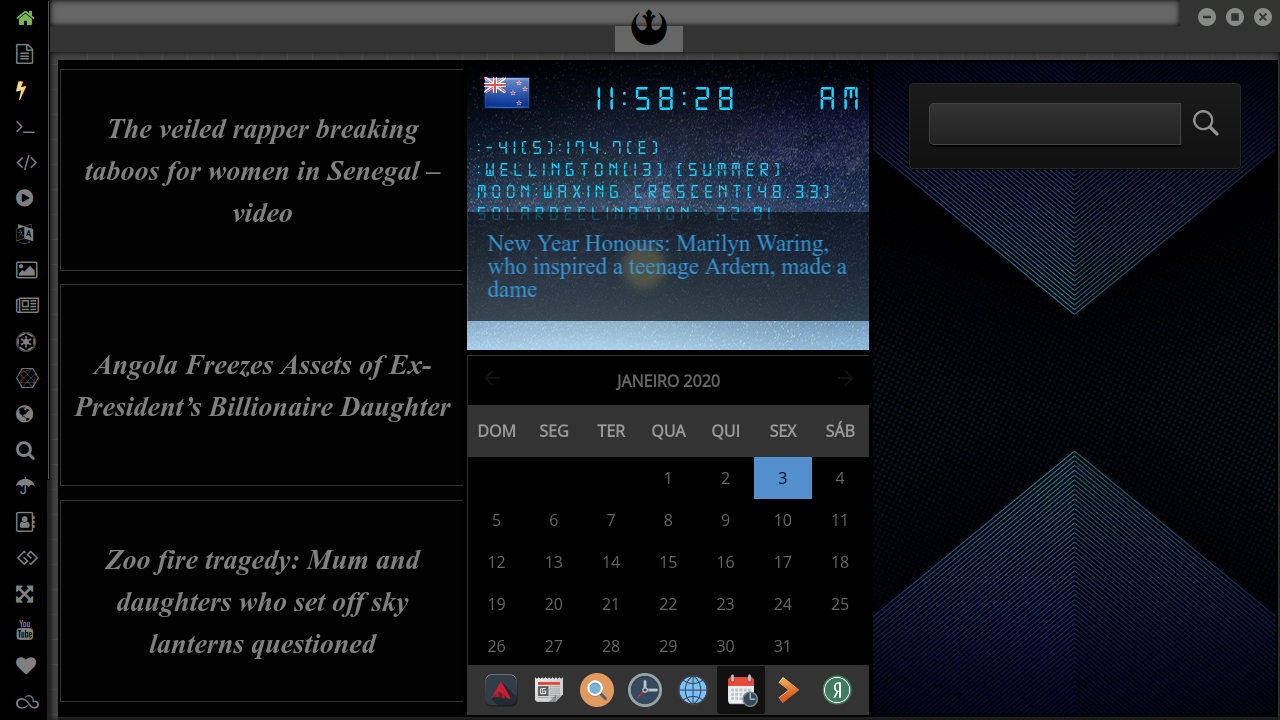 The veiled rapper breaking
taboos for women in Senegal –
video
Angola Freezes Assets of Ex-
President’s Billionaire Daughter
Zoo fire tragedy: Mum and
daughters who set off sky
lanterns questioned
11:58:28 AM
:-41(S):174.7(E)
:WELLINGTON(13) (SUMMER)
MOON:WAXING CRESCENT(48.33)
SOLARDECLINATION:-22.91
New Year Honours: Marilyn Waring,
who inspired a teenage Ardern, made a
dame
JANEIRO 2020
DOM SEG TER QUA QUI SEX SÁB
1 2 3 4
5 6 7 8 9 10 11
12 13 14 15 16 17 18
19 20 21 22 23 24 25
26 27 28 29 30 31
You
Tube
Я